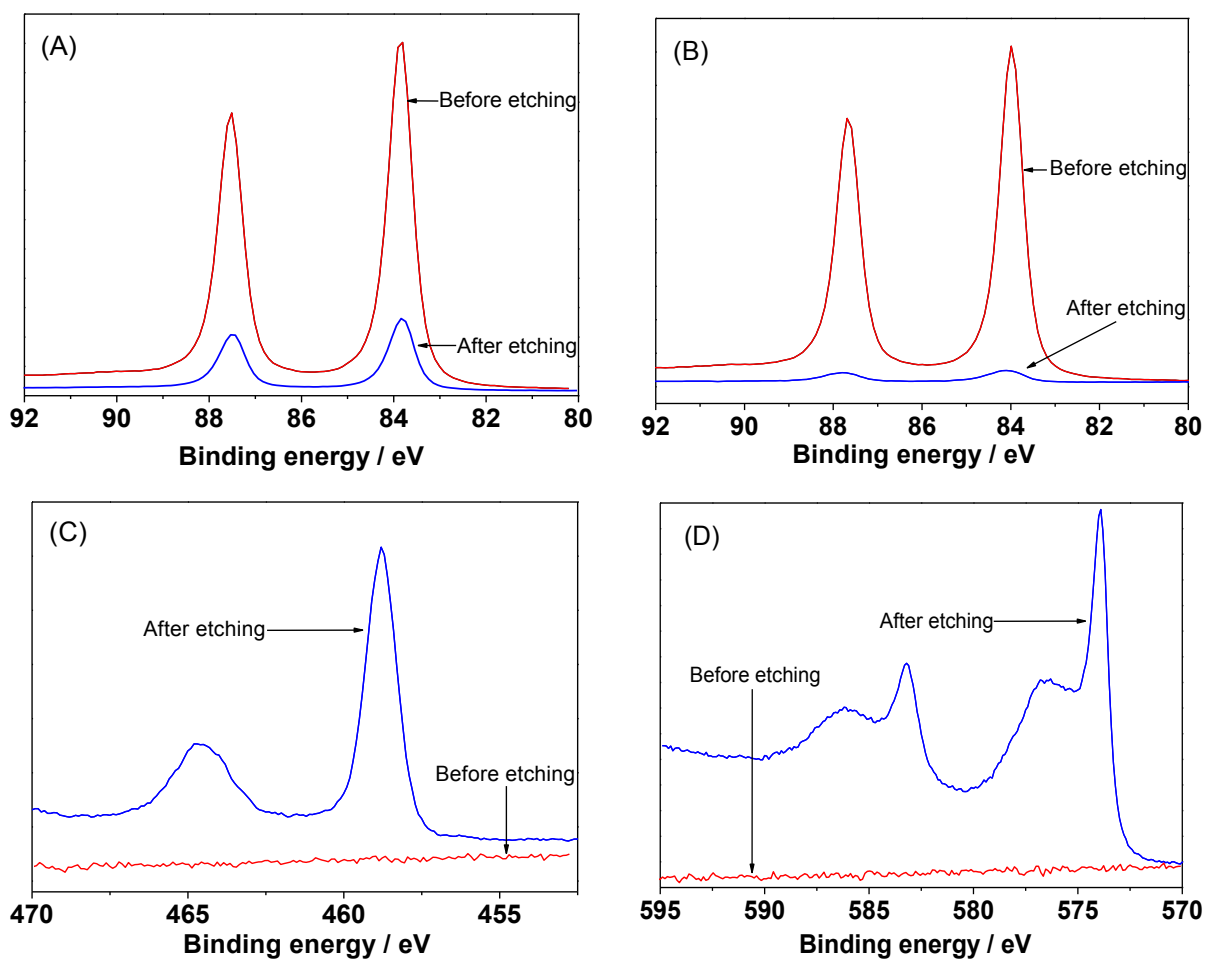 (A)
Before etching
After etching
92 90 88 86 84 82 80
Binding energy / eV
(B)
Before etching
After etching
92 90 88 86 84 82 80
Binding energy / eV
(C)
After etching
Before etching
470 465 460 455
Binding energy / eV
(D)
After etching
Before etching
595 590 585 580 575 570
Binding energy / eV